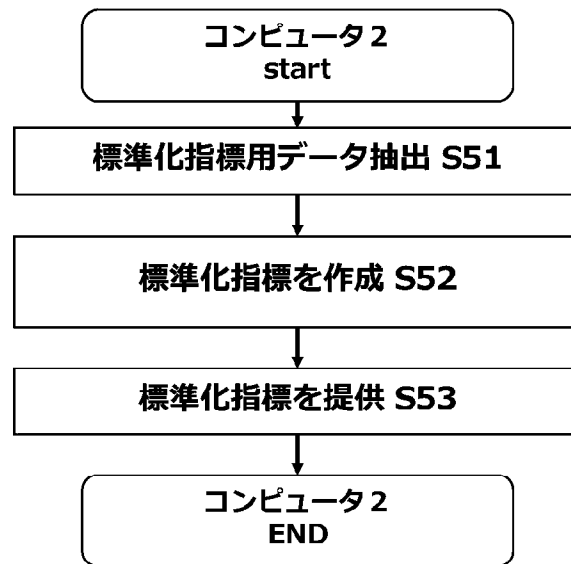 コンピュータ２
start
標準化指標用データ抽出 S51
標準化指標を作成 S52
標準化指標を提供 S53
コンピュータ２
END